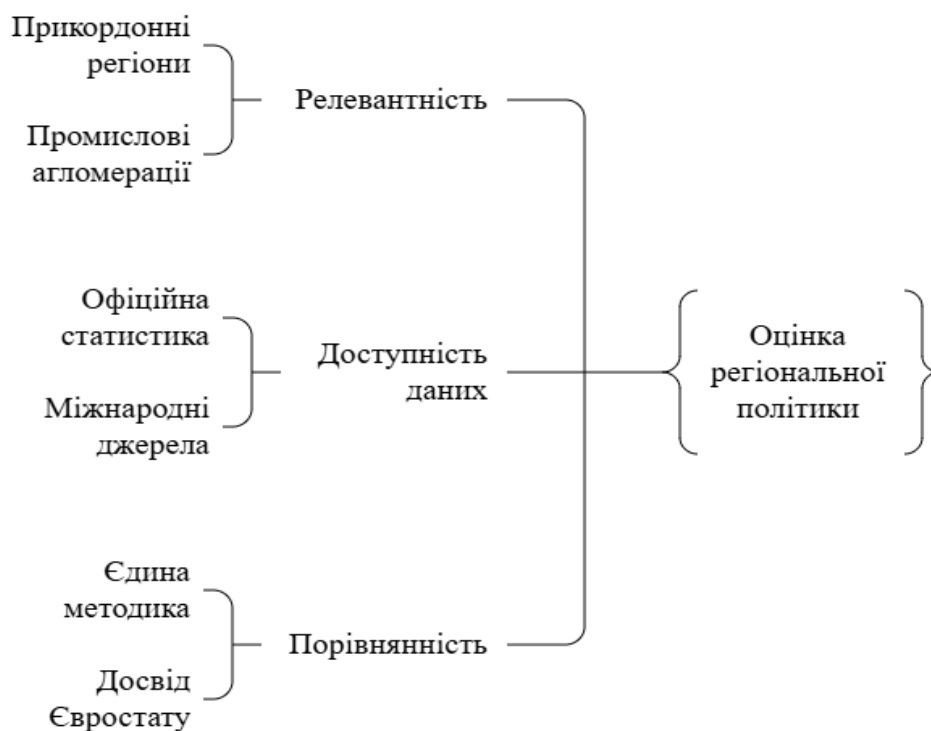 Прикордонні
регіони
Релевантність
Промислові
агломерації
Офіційна
статистика
Доступність
даних
Міжнародні
джерела
Оцінка
регіональної
політики
Єдина
методика
Порівнянність
Досвід
Євростату